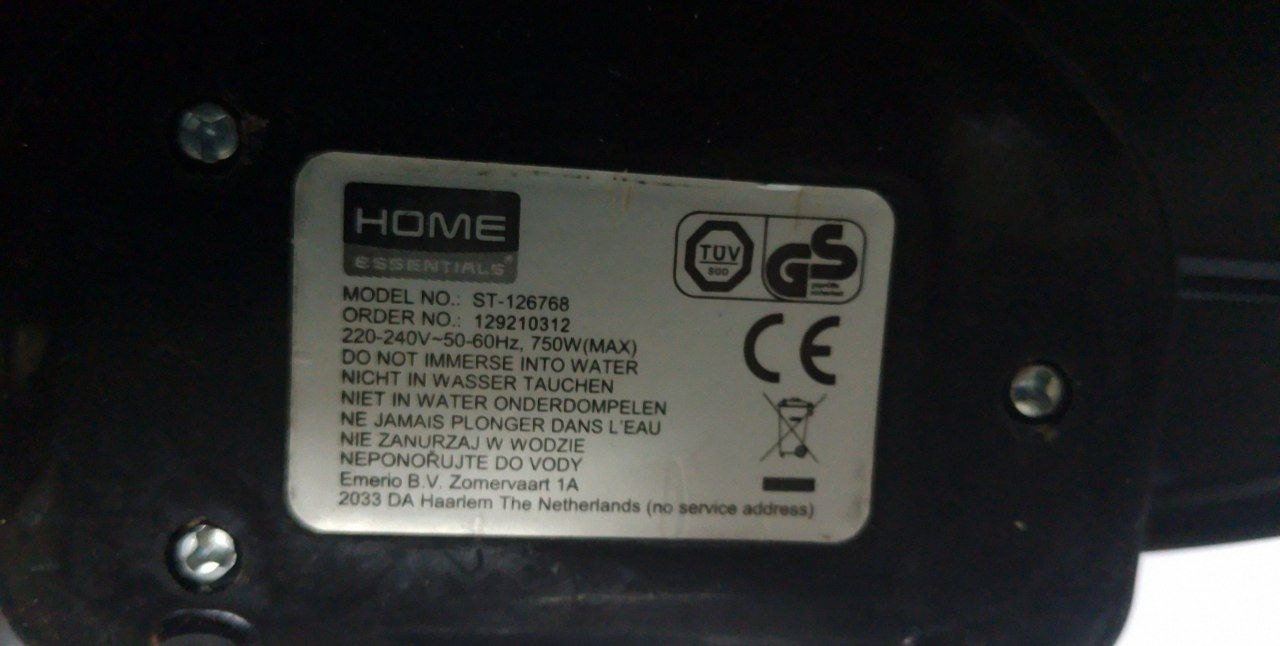 HOME
ESSENTIALS®
TÜV
SÜD
GS
geprüfte
Sicherheit
MODEL NO.: ST-126768
ORDER NO.: 129210312
220-240V~50-60Hz, 750W(MAX)
DO NOT IMMERSE INTO WATER
NICHT IN WASSER TAUCHEN
NIET IN WATER ONDERDOMPELEN
NE JAMAIS PLONGER DANS L'EAU
NIE ZANURZAJ W WODZIE
NEPONOŘUJTE DO VODY
Emerio B.V. Zomervaart 1A
2033 DA Haarlem The Netherlands (no service address)
CE